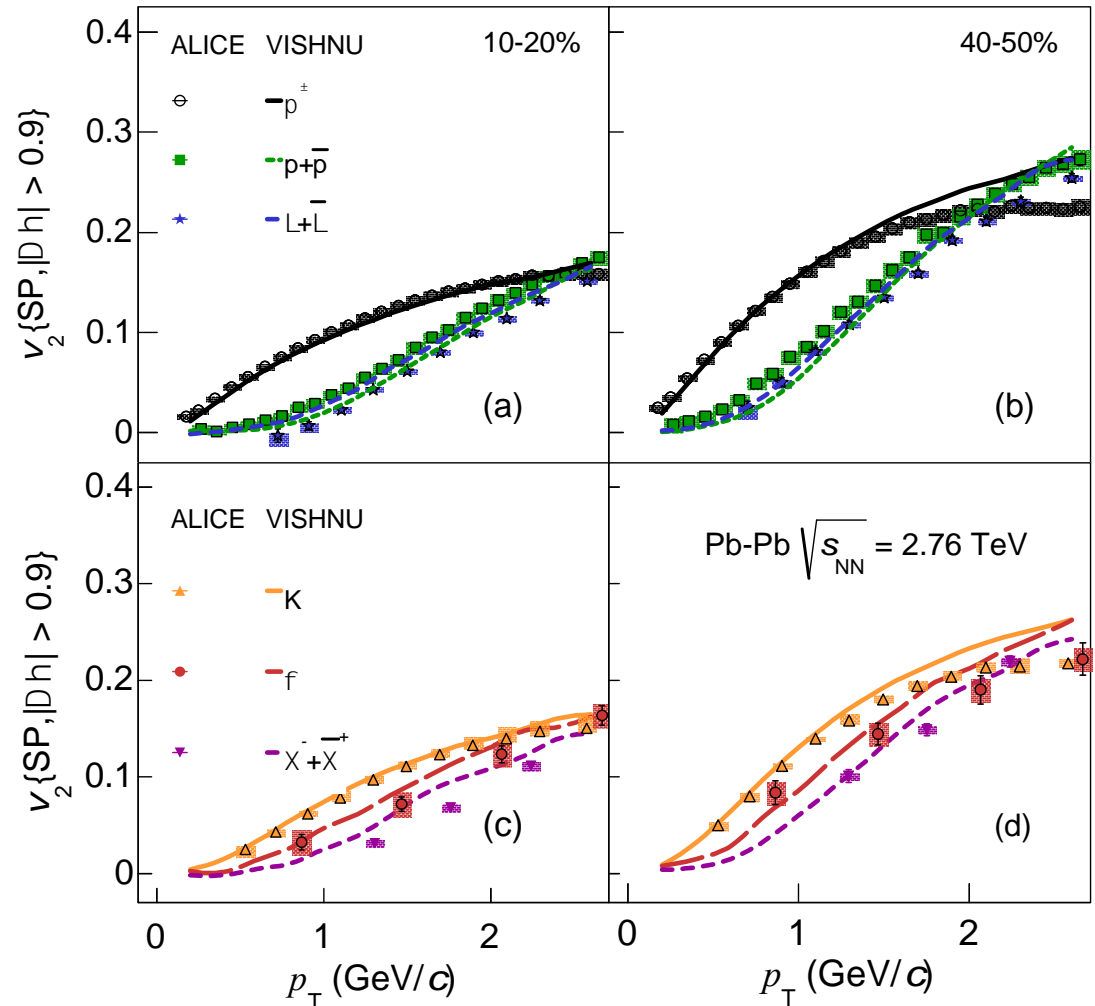 0.4
ALICE VISHNU 10-20% 40-50%
p ±
0.3
p+p̅
L+L̅
0.2
0.1
0
(a) (b)
v2{SP,|Dh| > 0.9}
0.4
ALICE VISHNU
Pb-Pb √sNN = 2.76 TeV
0.3
K
f
0.2
X-+X̅+
0.1
0
(c) (d)
v2{SP,|Dh| > 0.9}
0 1 2 0 1 2
pT (GeV/c) pT (GeV/c)